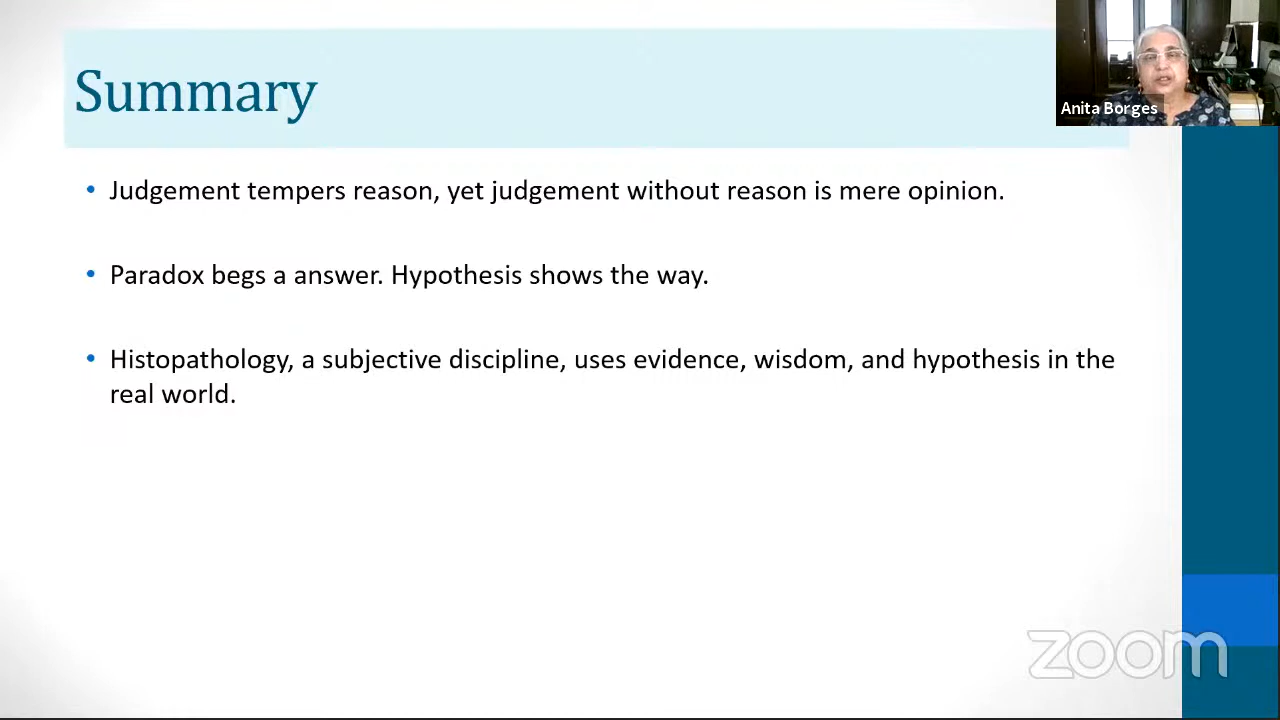 Summary
Anita Borges
• Judgement tempers reason, yet judgement without reason is mere opinion.
• Paradox begs a answer. Hypothesis shows the way.
• Histopathology, a subjective discipline, uses evidence, wisdom, and hypothesis in the
real world.
zoom